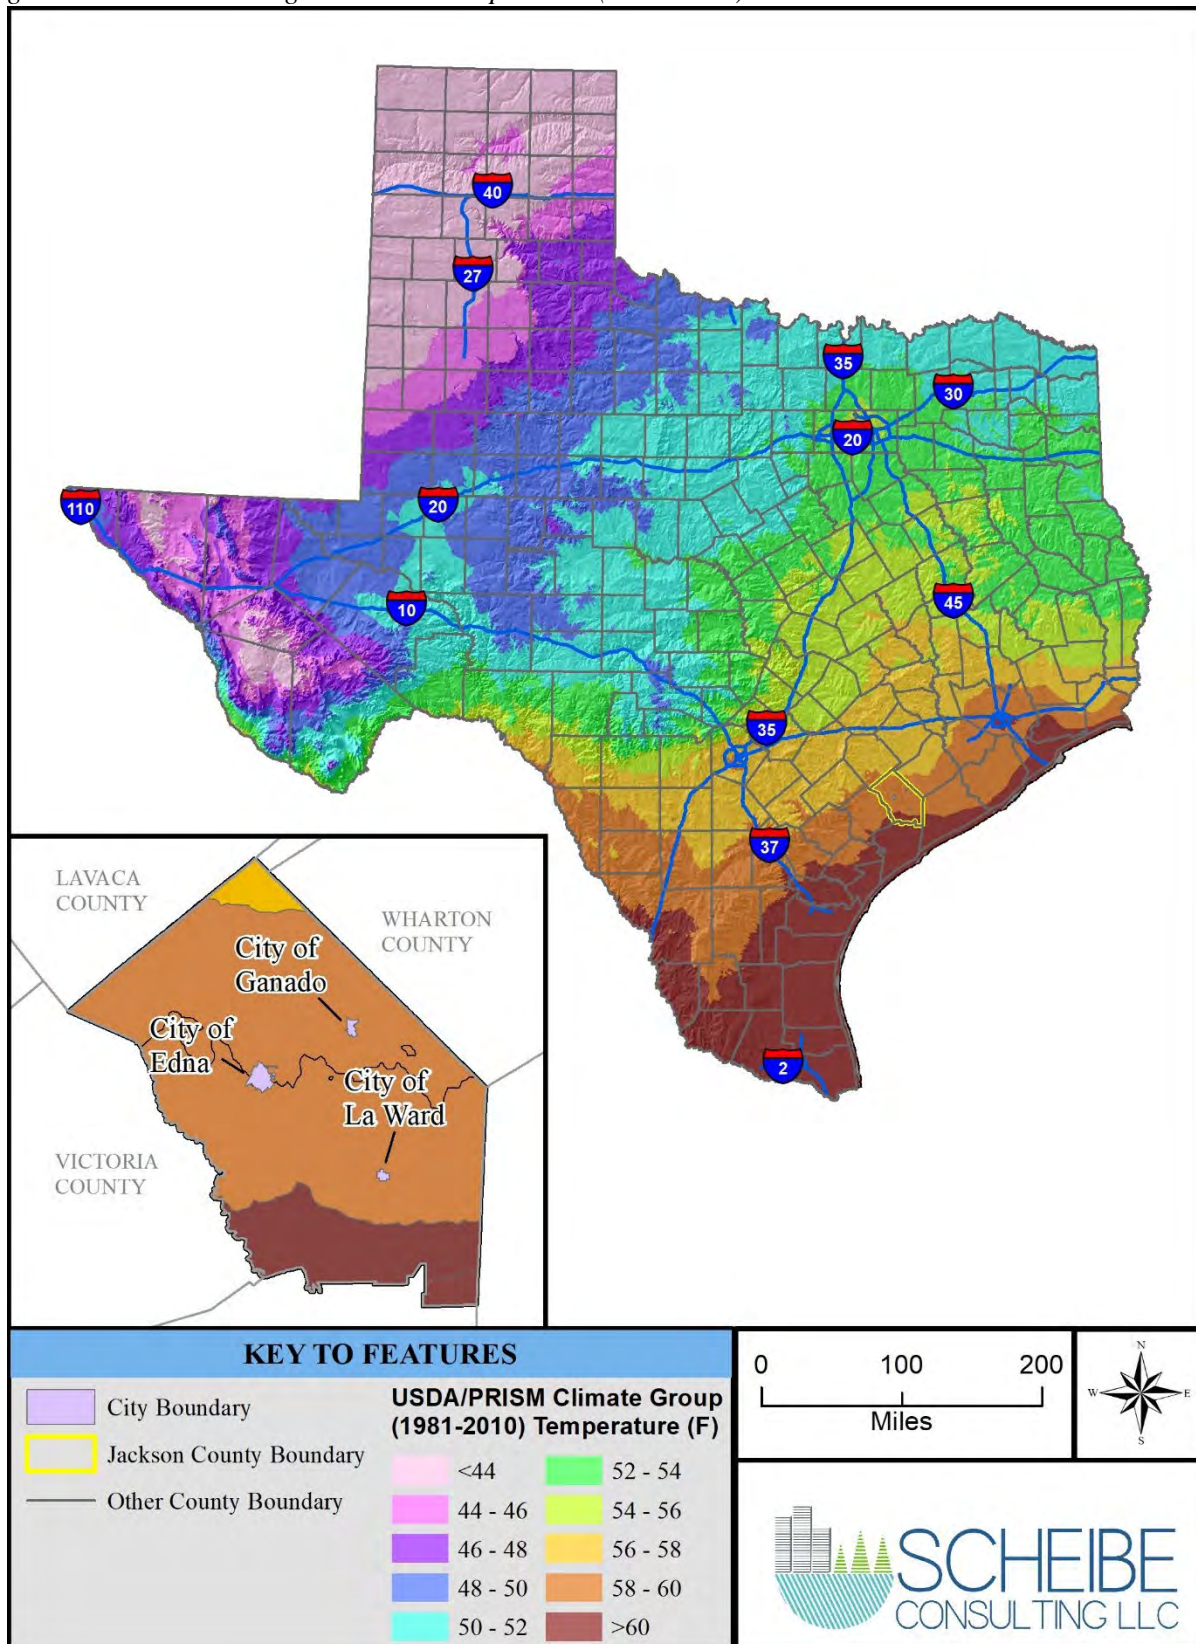 40
27
35
30
20
110
20
10
45
35
37
2
LAVACA
COUNTY
WHARTON
COUNTY
City of
Ganado
City of
Edna
City of
La Ward
VICTORIA
COUNTY
KEY TO FEATURES
City Boundary
Jackson County Boundary
Other County Boundary
USDA/PRISM Climate Group
(1981-2010) Temperature (F)
<44
44 - 46
46 - 48
48 - 50
50 - 52
52 - 54
54 - 56
56 - 58
58 - 60
>60
0 100 200
Miles
N
W E
S
SCHEIBE
CONSULTING LLC